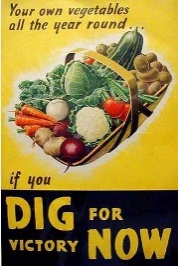 Your own vegetables
all the year round...
if you
DIG FOR
VICTORY NOW